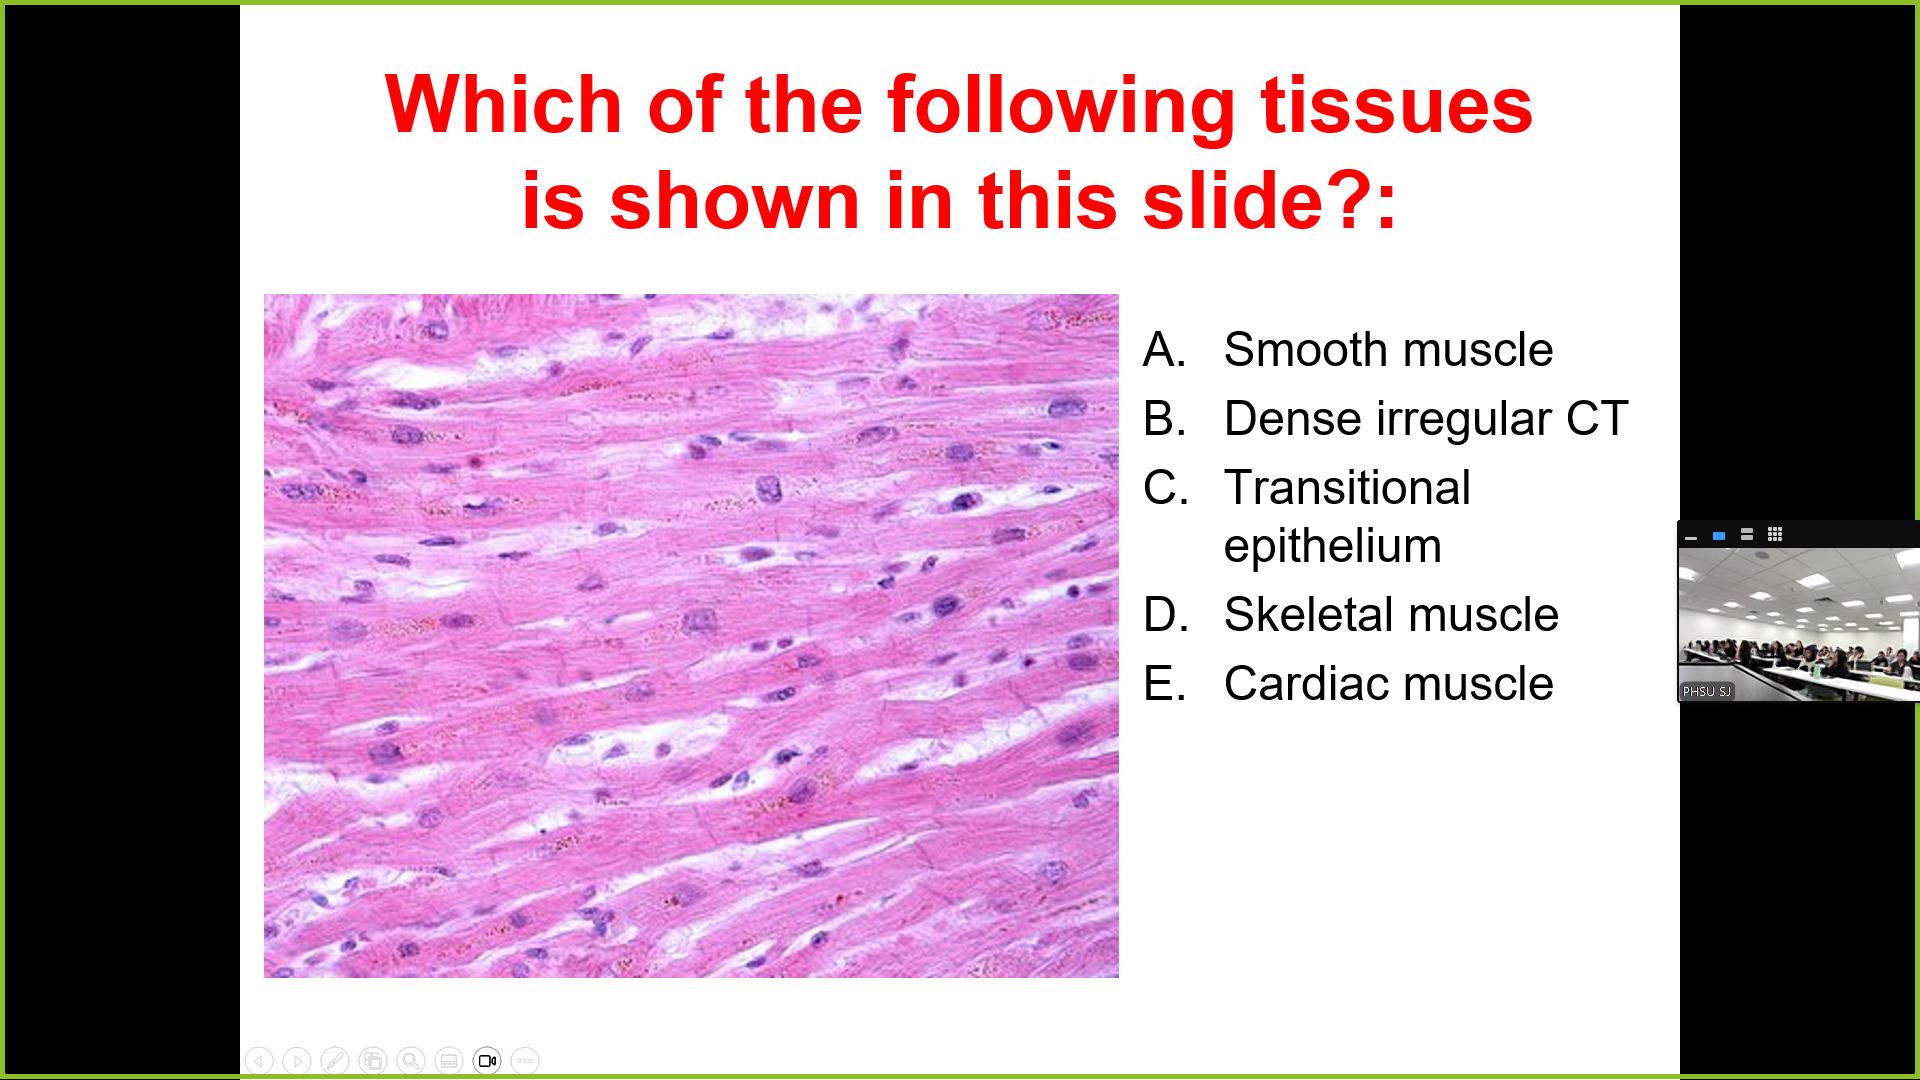 Which of the following tissues
is shown in this slide?:
A. Smooth muscle
B. Dense irregular CT
C. Transitional
epithelium
D. Skeletal muscle
E. Cardiac muscle
PHSU SJ